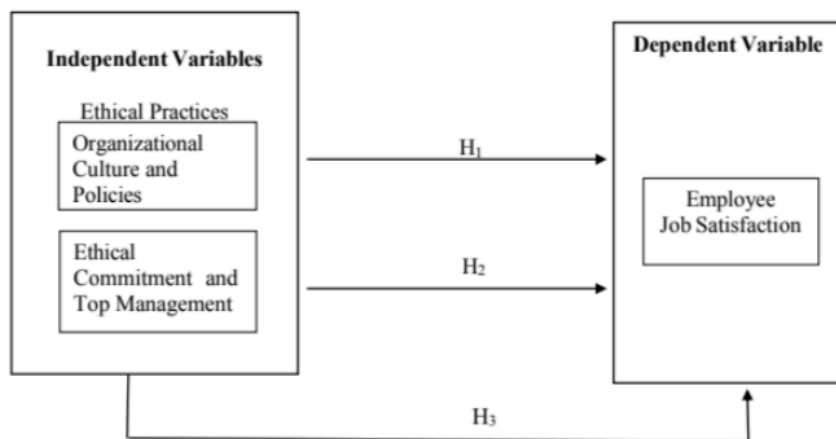 Independent Variables
Ethical Practices
Organizational
Culture and
Policies
Ethical
Commitment and
Top Management
H₁
H₂
H₃
Dependent Variable
Employee
Job Satisfaction